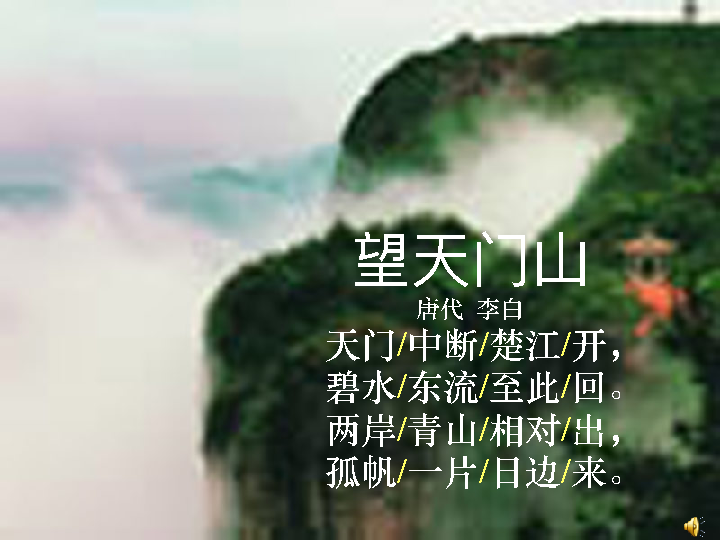 望天门山
唐代 李白
天门/中断/楚江/开，
碧水/东流/至此/回。
两岸/青山/相对/出，
孤帆/一片/日边/来。